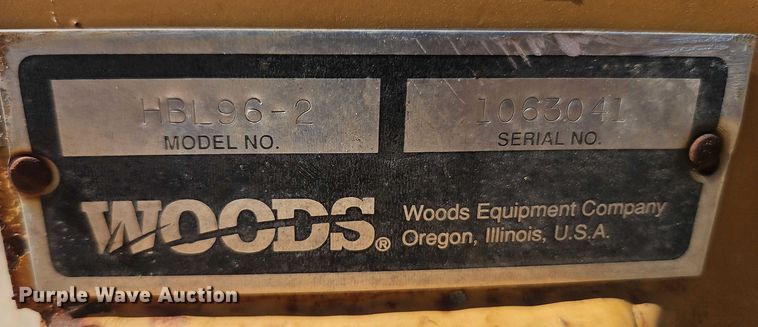 HBL96-2
MODEL NO.
1063041
SERIAL NO.
WOODS®
Woods Equipment Company
Oregon, Illinois, U.S.A.
Purple Wave Auction